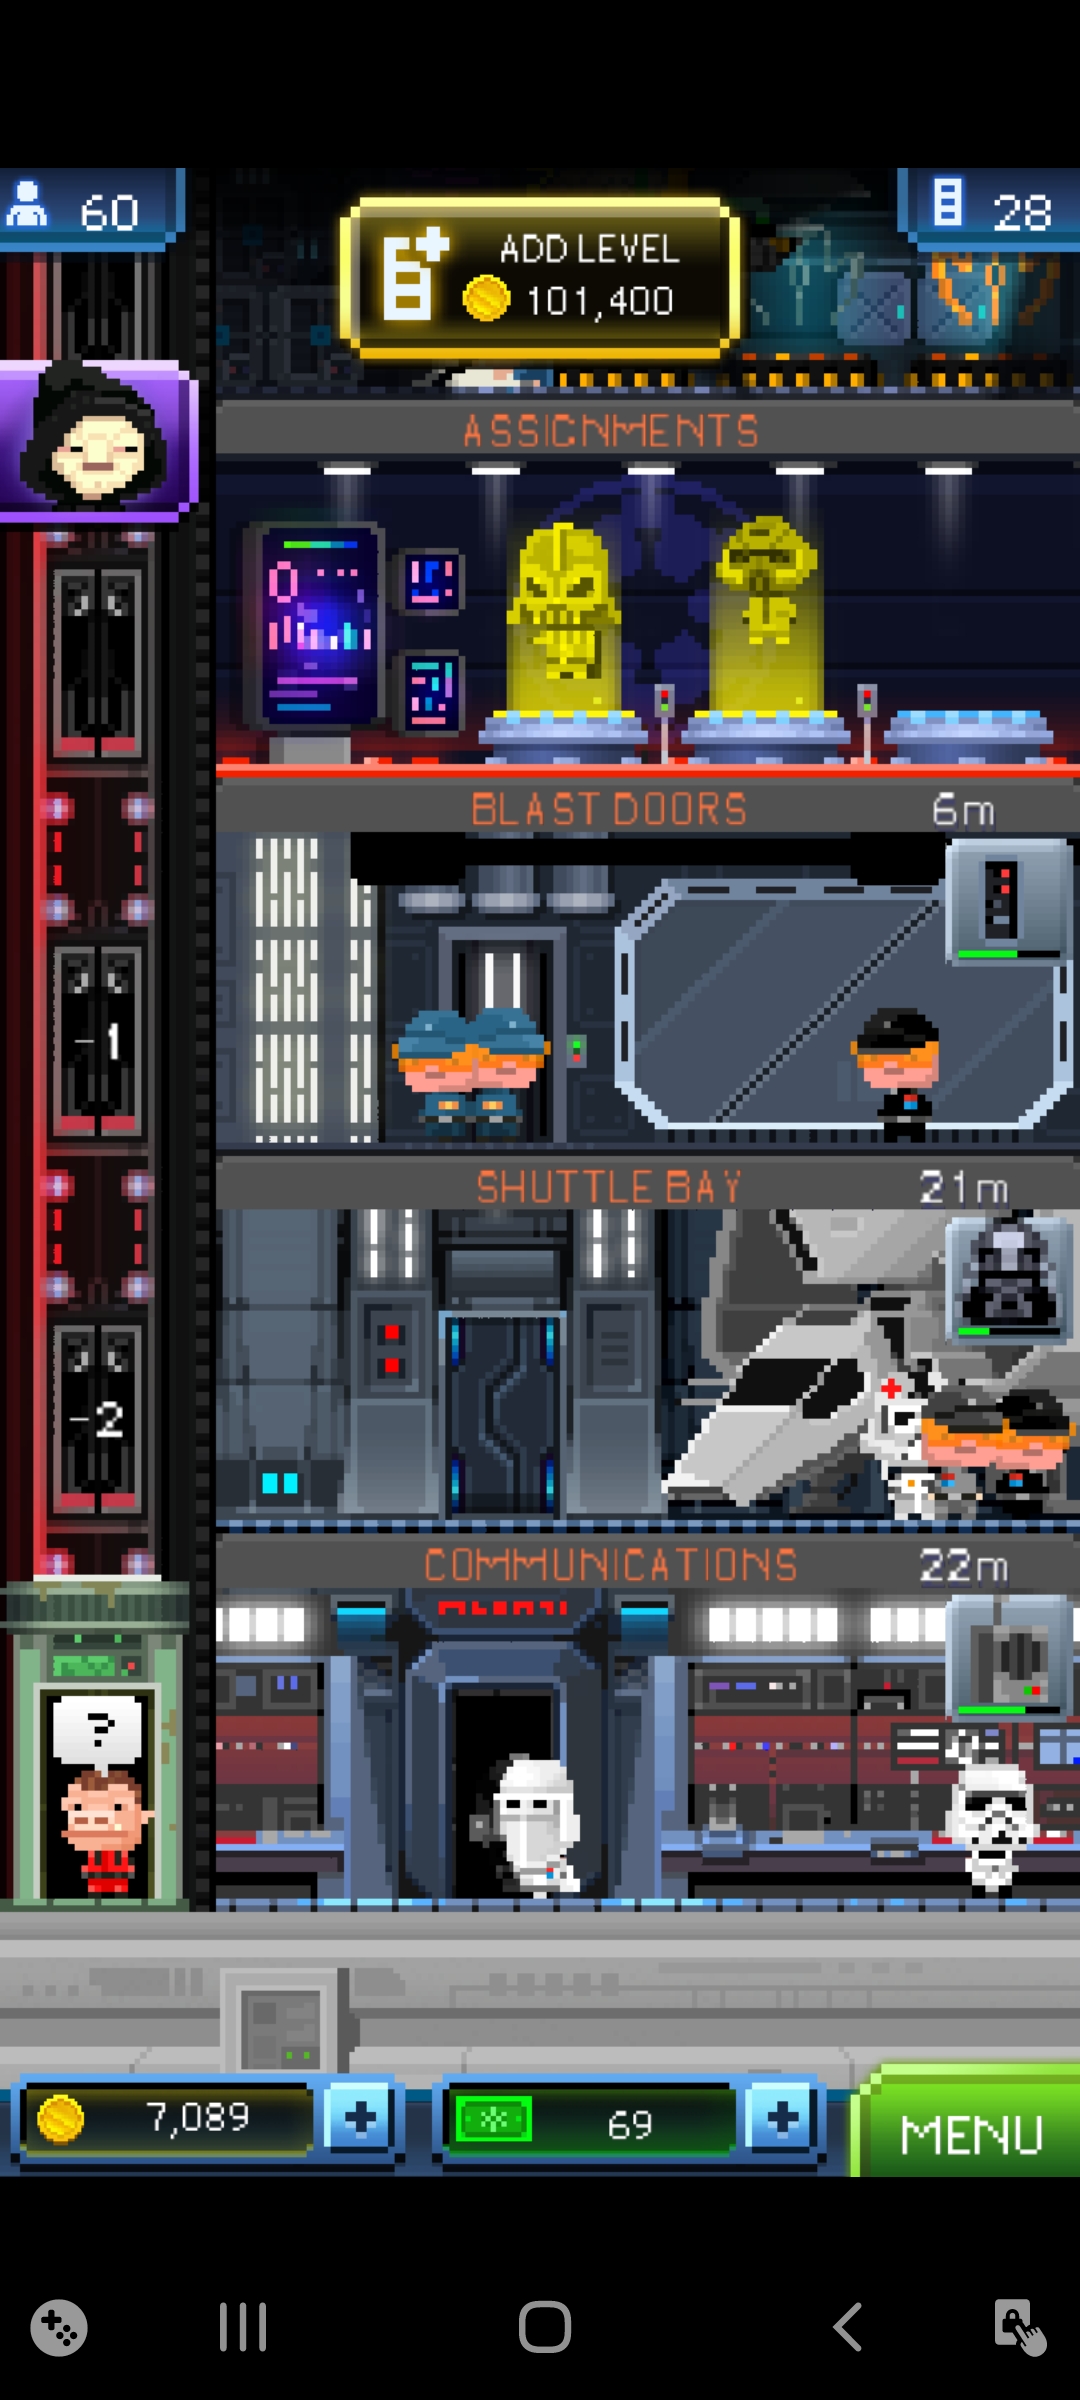 60
ADD LEVEL
101,400
28
ASSIGNMENTS
BLAST DOORS
6m
-1
SHUTTLE BAY
21m
-2
COMMUNICATIONS
22m
?
7,089
+
69
+
MENU